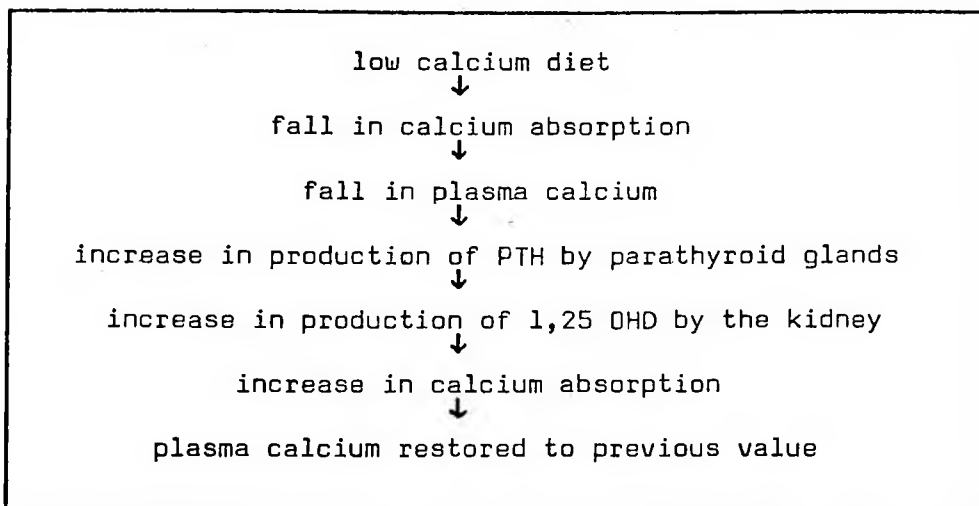 low calcium diet
↓
fall in calcium absorption
↓
fall in plasma calcium
↓
increase in production of PTH by parathyroid glands
↓
increase in production of 1,25 OHD by the kidney
↓
increase in calcium absorption
↓
plasma calcium restored to previous value